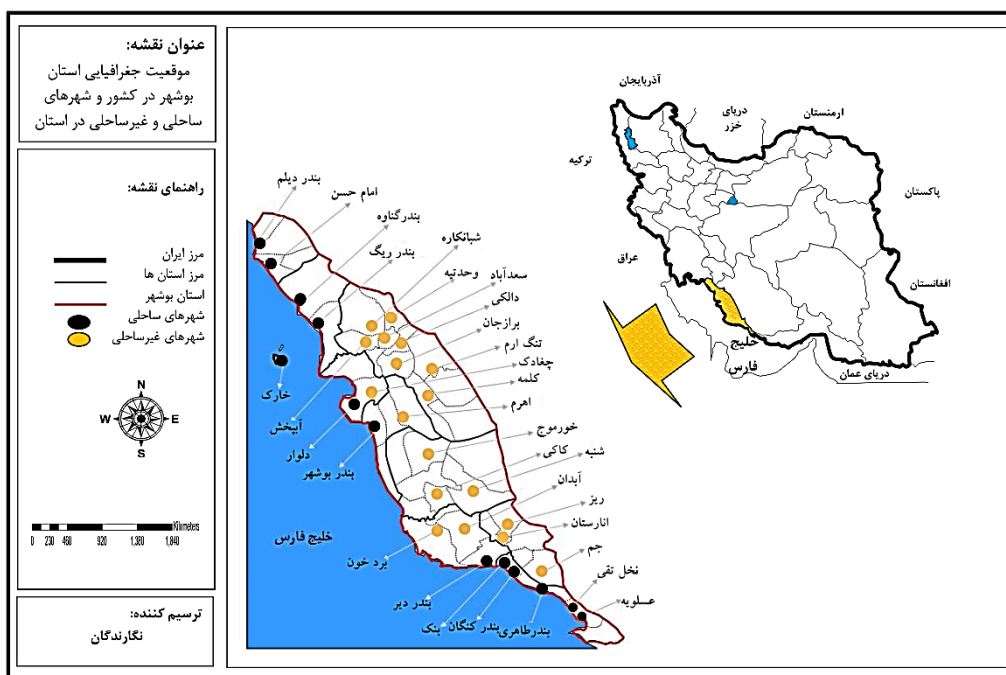 عنوان نقشه:
موقعیت جغرافیایی استان
بوشهر در کشور و شهرهای
ساحلی و غیرساحلی در استان
راهنمای نقشه:
مرز ایران
مرز استان ها
استان بوشهر
شهرهای ساحلی
شهرهای غیرساحلی
N
W
E
S
Kilometers
0 230 460 920 1,380 1,840
ترسیم کننده:
نگارندگان
آذربایجان
ارمنستان
دریای
خزر
ترکیه
پاکستان
عراق
افغانستان
خلیج
فارس
دریای عمان
بندر دیلم
امام حسن
بندرگناوه
بندر ریگ
شبانکاره
وحدتیه
سعدآباد
دالکی
برازجان
تنگ ارم
چغادک
کلمه
اهرم
خارک
آبپخش
دلوار
بندر بوشهر
خورموج
کاکی
شنبه
آبدان
ریز
انارستان
جم
نخل تقی
عسلویه
خلیج فارس
برد خون
بندر دیر
بنک
بندر کنگان
بندرطاهری